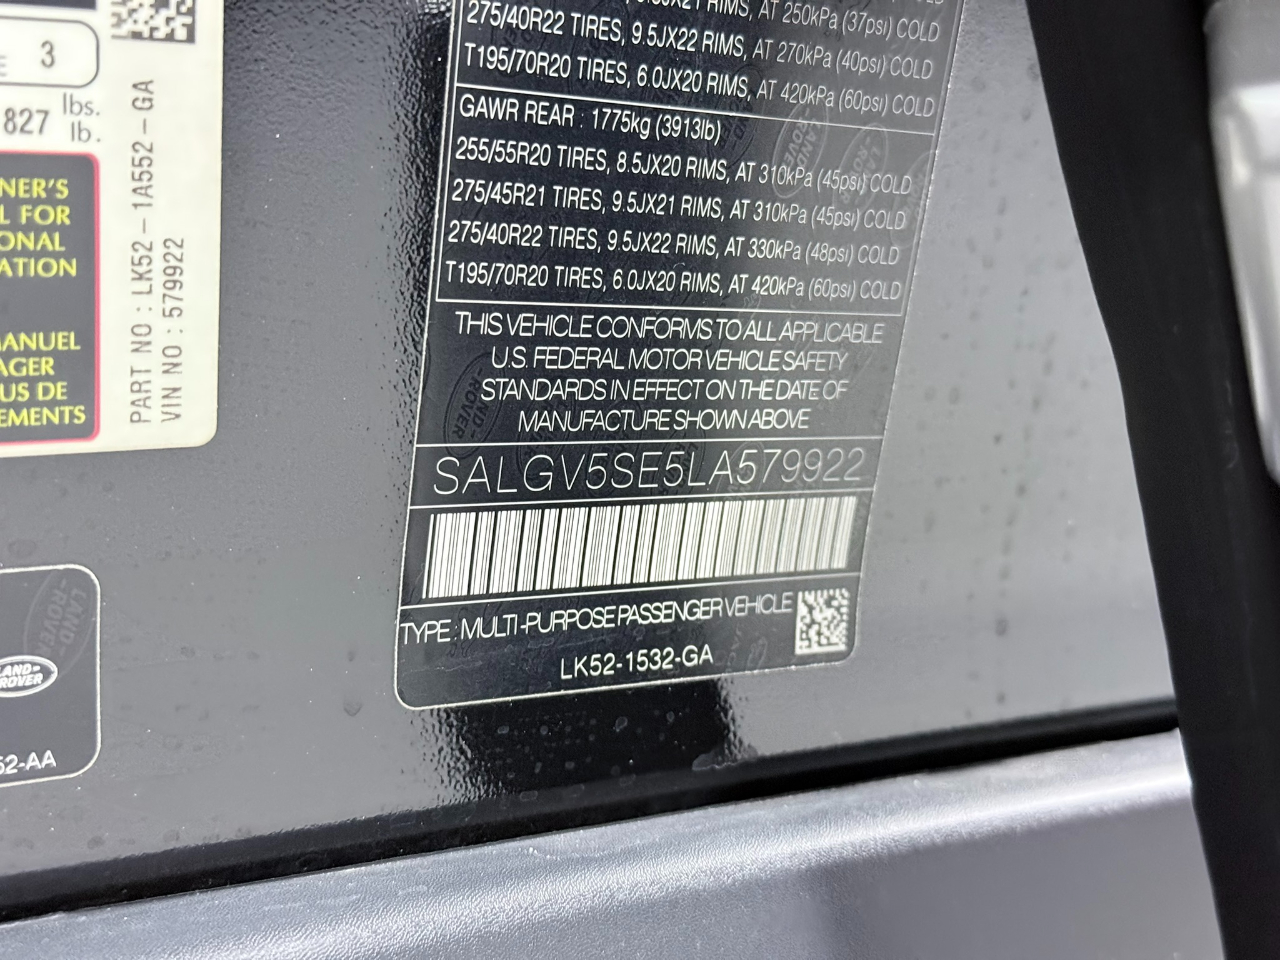 3
827 lbs.
lb.
NER'S
L FOR
ONAL
ATION
MANUEL
AGER
US DE
EMENTS
PART NO : LK52-1A552-GA
VIN NO : 579922
RIMS, AT 250kPa (37psi) COLD
275/40R22 TIRES, 9.5JX22 RIMS, AT 270kPa (40psi) COLD
T195/70R20 TIRES, 6.0JX20 RIMS, AT 420kPa (60psi) COLD
GAWR REAR : 1775kg (3913lb)
255/55R20 TIRES, 8.5JX20 RIMS, AT 310kPa (45psi) COLD
275/45R21 TIRES, 9.5JX21 RIMS, AT 310kPa (45psi) COLD
275/40R22 TIRES, 9.5JX22 RIMS, AT 330kPa (48psi) COLD
T195/70R20 TIRES, 6.0JX20 RIMS, AT 420kPa (60psi) COLD
THIS VEHICLE CONFORMS TO ALL APPLICABLE
U.S. FEDERAL MOTOR VEHICLE SAFETY
STANDARDS IN EFFECT ON THE DATE OF
MANUFACTURE SHOWN ABOVE
SALGV5SE5LA579922
TYPE : MULTI-PURPOSE PASSENGER VEHICLE
LK52-1532-GA
LAND-
ROVER
52-AA